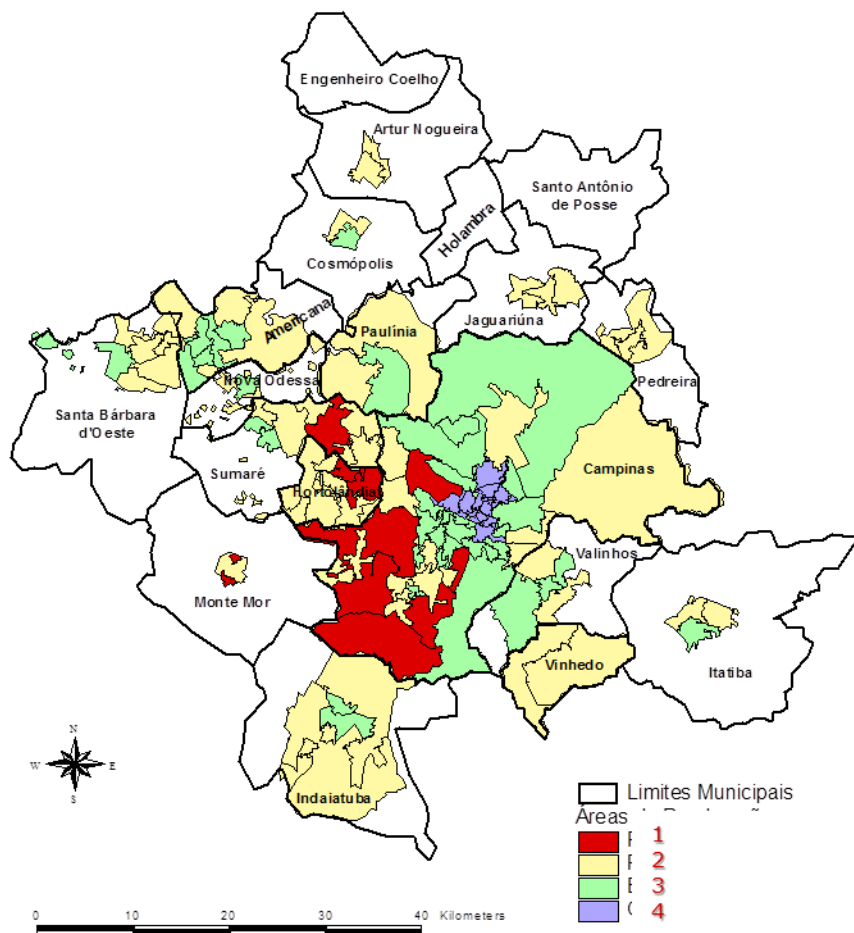 Engenheiro Coelho
Artur Nogueira
Santo Antônio
de Posse
Holambra
Cosmópolis
Americana
Paulínia
Jaguariúna
Pedreira
Nova Odessa
Santa Bárbara
d'Oeste
Sumaré
Hortolândia
Campinas
Valinhos
Monte Mor
Vinhedo
Itatiba
Indaiatuba
N
W E
S
Limites Municipais
Áreas
1
2
3
4
0 10 20 30 40 Kilometers